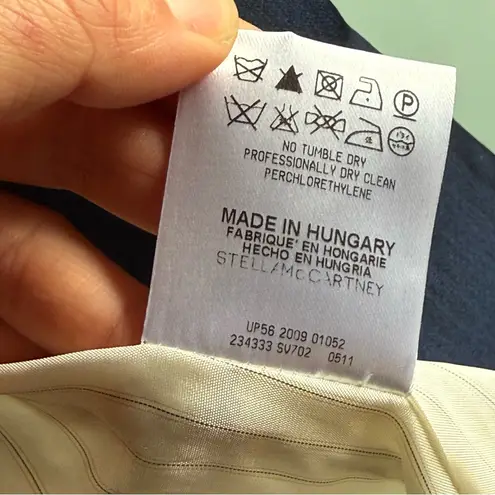 P
NO TUMBLE DRY
PROFESSIONALLY DRY CLEAN
PERCHLORETHYLENE
MADE IN HUNGARY
FABRIQUE' EN HONGARIE
HECHO EN HUNGRIA
STELLA McCARTNEY
UP56 2009 01052
234333 SV702 0511